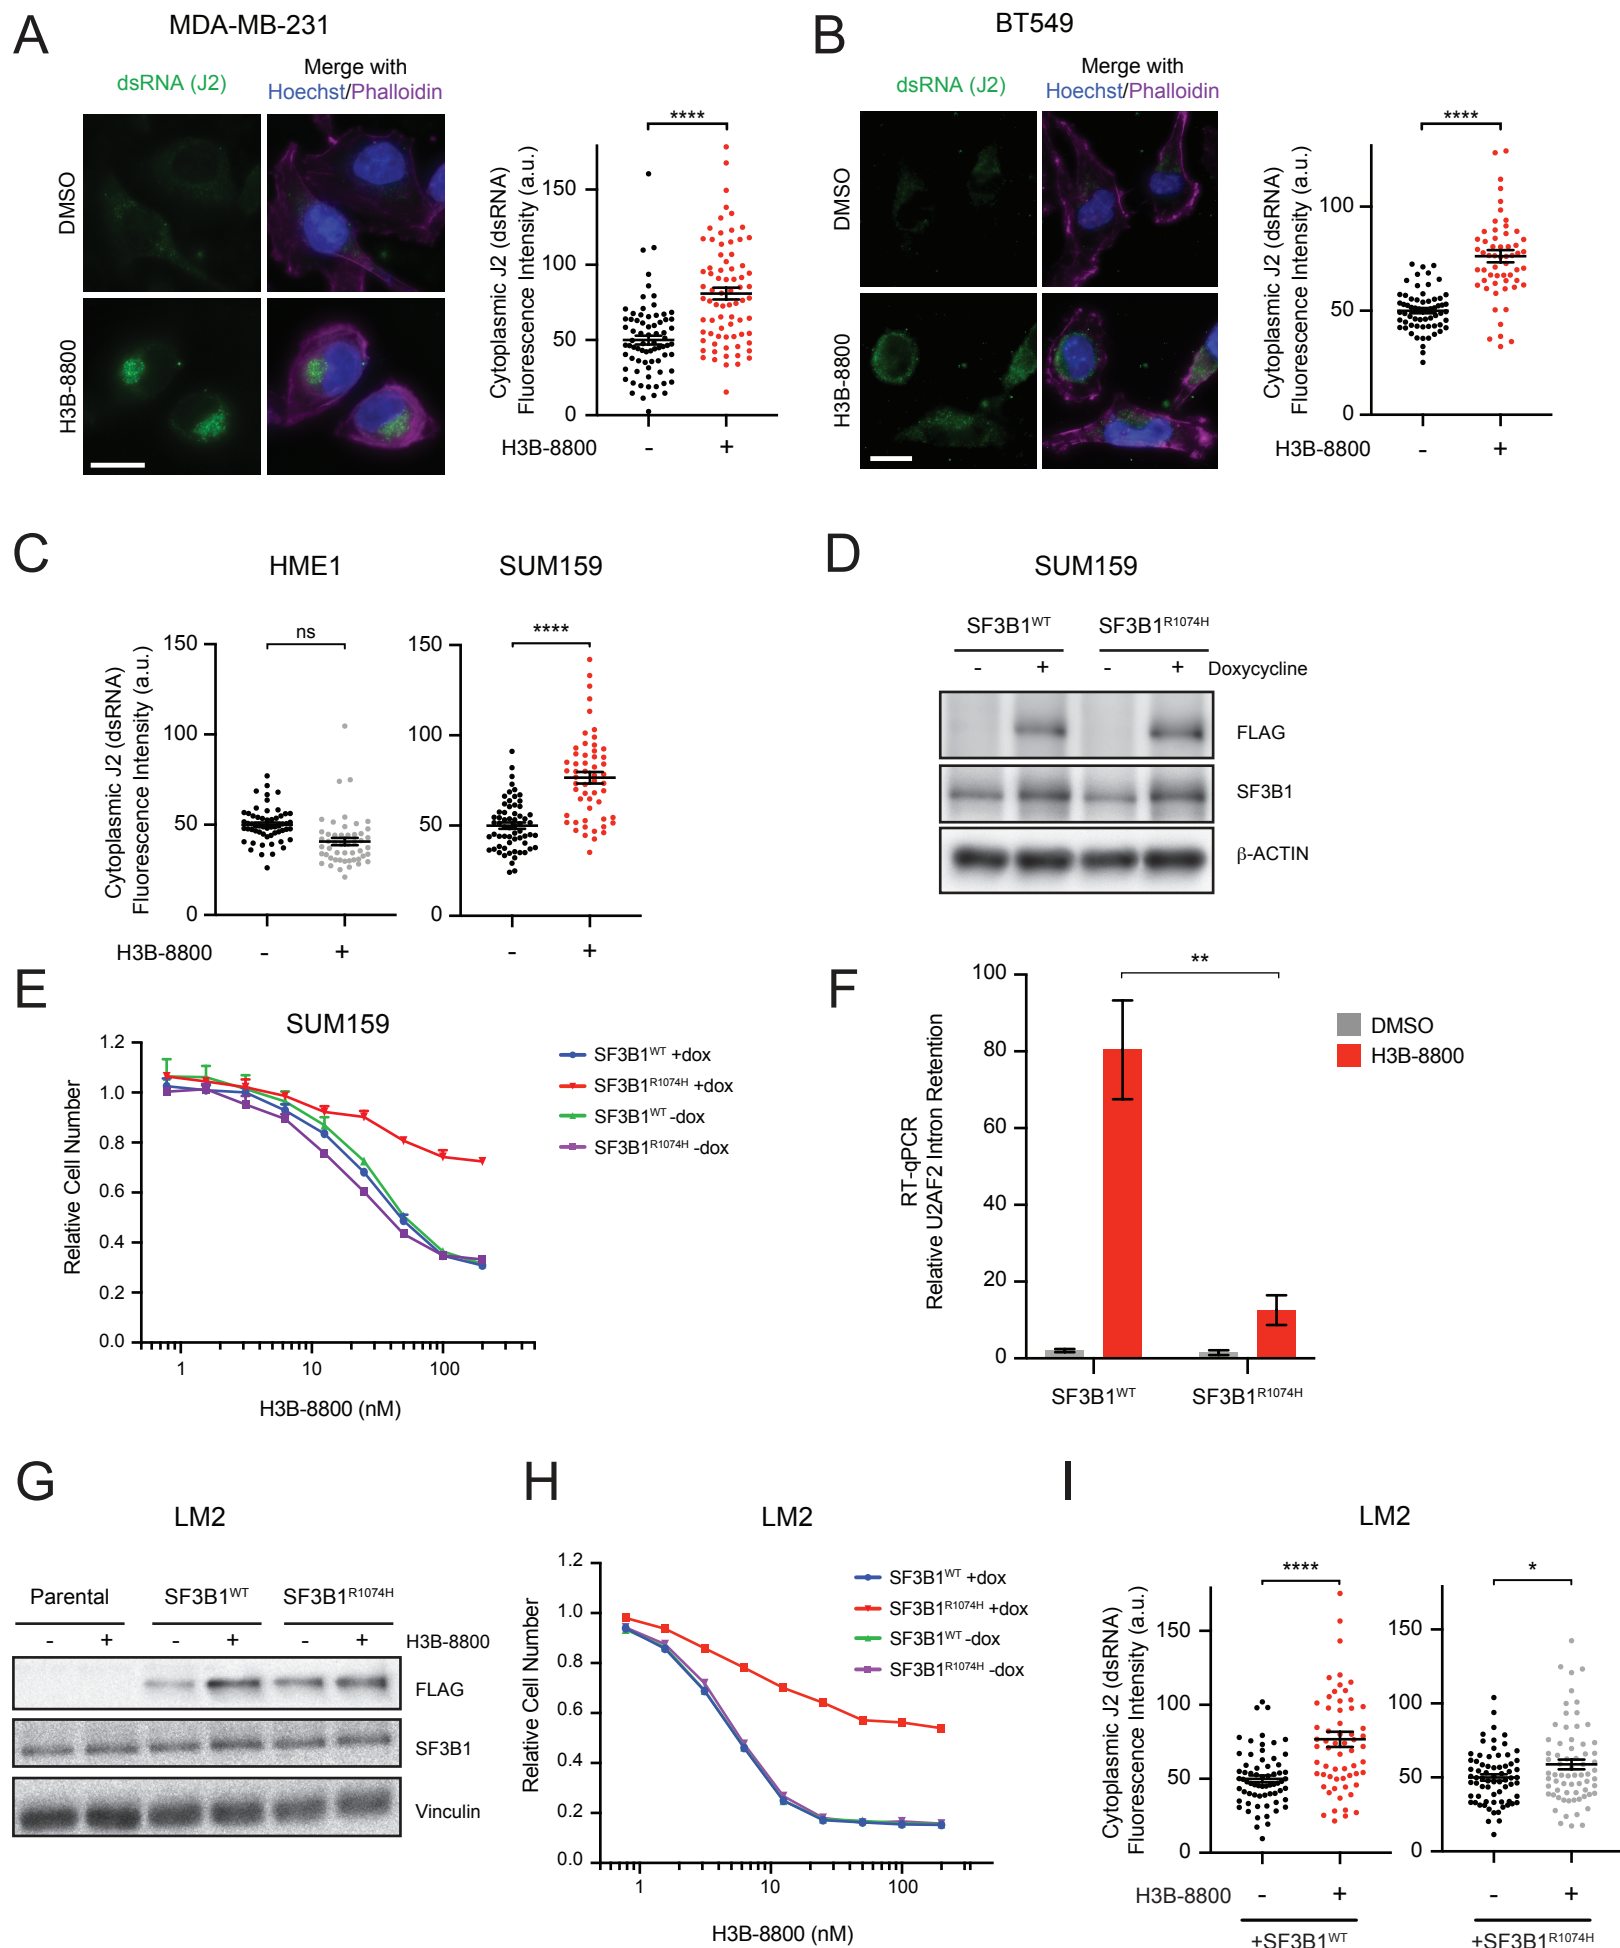 A
MDA-MB-231
dsRNA (J2)
Merge with
Hoechst/Phalloidin
DMSO
H3B-8800
Cytoplasmic J2 (dsRNA)
Fluorescence Intensity (a.u.)
****
150
100
50
0
H3B-8800
- +
B
BT549
dsRNA (J2)
Merge with
Hoechst/Phalloidin
DMSO
H3B-8800
Cytoplasmic J2 (dsRNA)
Fluorescence Intensity (a.u.)
****
100
50
0
H3B-8800
- +
C
HME1
Cytoplasmic J2 (dsRNA)
Fluorescence Intensity (a.u.)
ns
150
100
50
0
H3B-8800
- +
SUM159
****
150
100
50
0
- +
D
SUM159
SF3B1WT SF3B1R1074H
- + - + Doxycycline
FLAG
SF3B1
β-ACTIN
E
SUM159
Relative Cell Number
1.2
1.0
0.8
0.6
0.4
0.2
0.0
1 10 100
H3B-8800 (nM)
SF3B1WT +dox
SF3B1R1074H +dox
SF3B1WT -dox
SF3B1R1074H -dox
F
RT-qPCR
Relative U2AF2 Intron Retention
**
100
80
60
40
20
0
SF3B1WT SF3B1R1074H
DMSO
H3B-8800
G
LM2
Parental SF3B1WT SF3B1R1074H
- + - + - + H3B-8800
FLAG
SF3B1
Vinculin
H
LM2
Relative Cell Number
1.2
1.0
0.8
0.6
0.4
0.2
0.0
1 10 100
H3B-8800 (nM)
SF3B1WT +dox
SF3B1R1074H +dox
SF3B1WT -dox
SF3B1R1074H -dox
I
LM2
Cytoplasmic J2 (dsRNA)
Fluorescence Intensity (a.u.)
****
150
100
50
0
*
150
100
50
0
H3B-8800 - + - +
+SF3B1WT +SF3B1R1074H